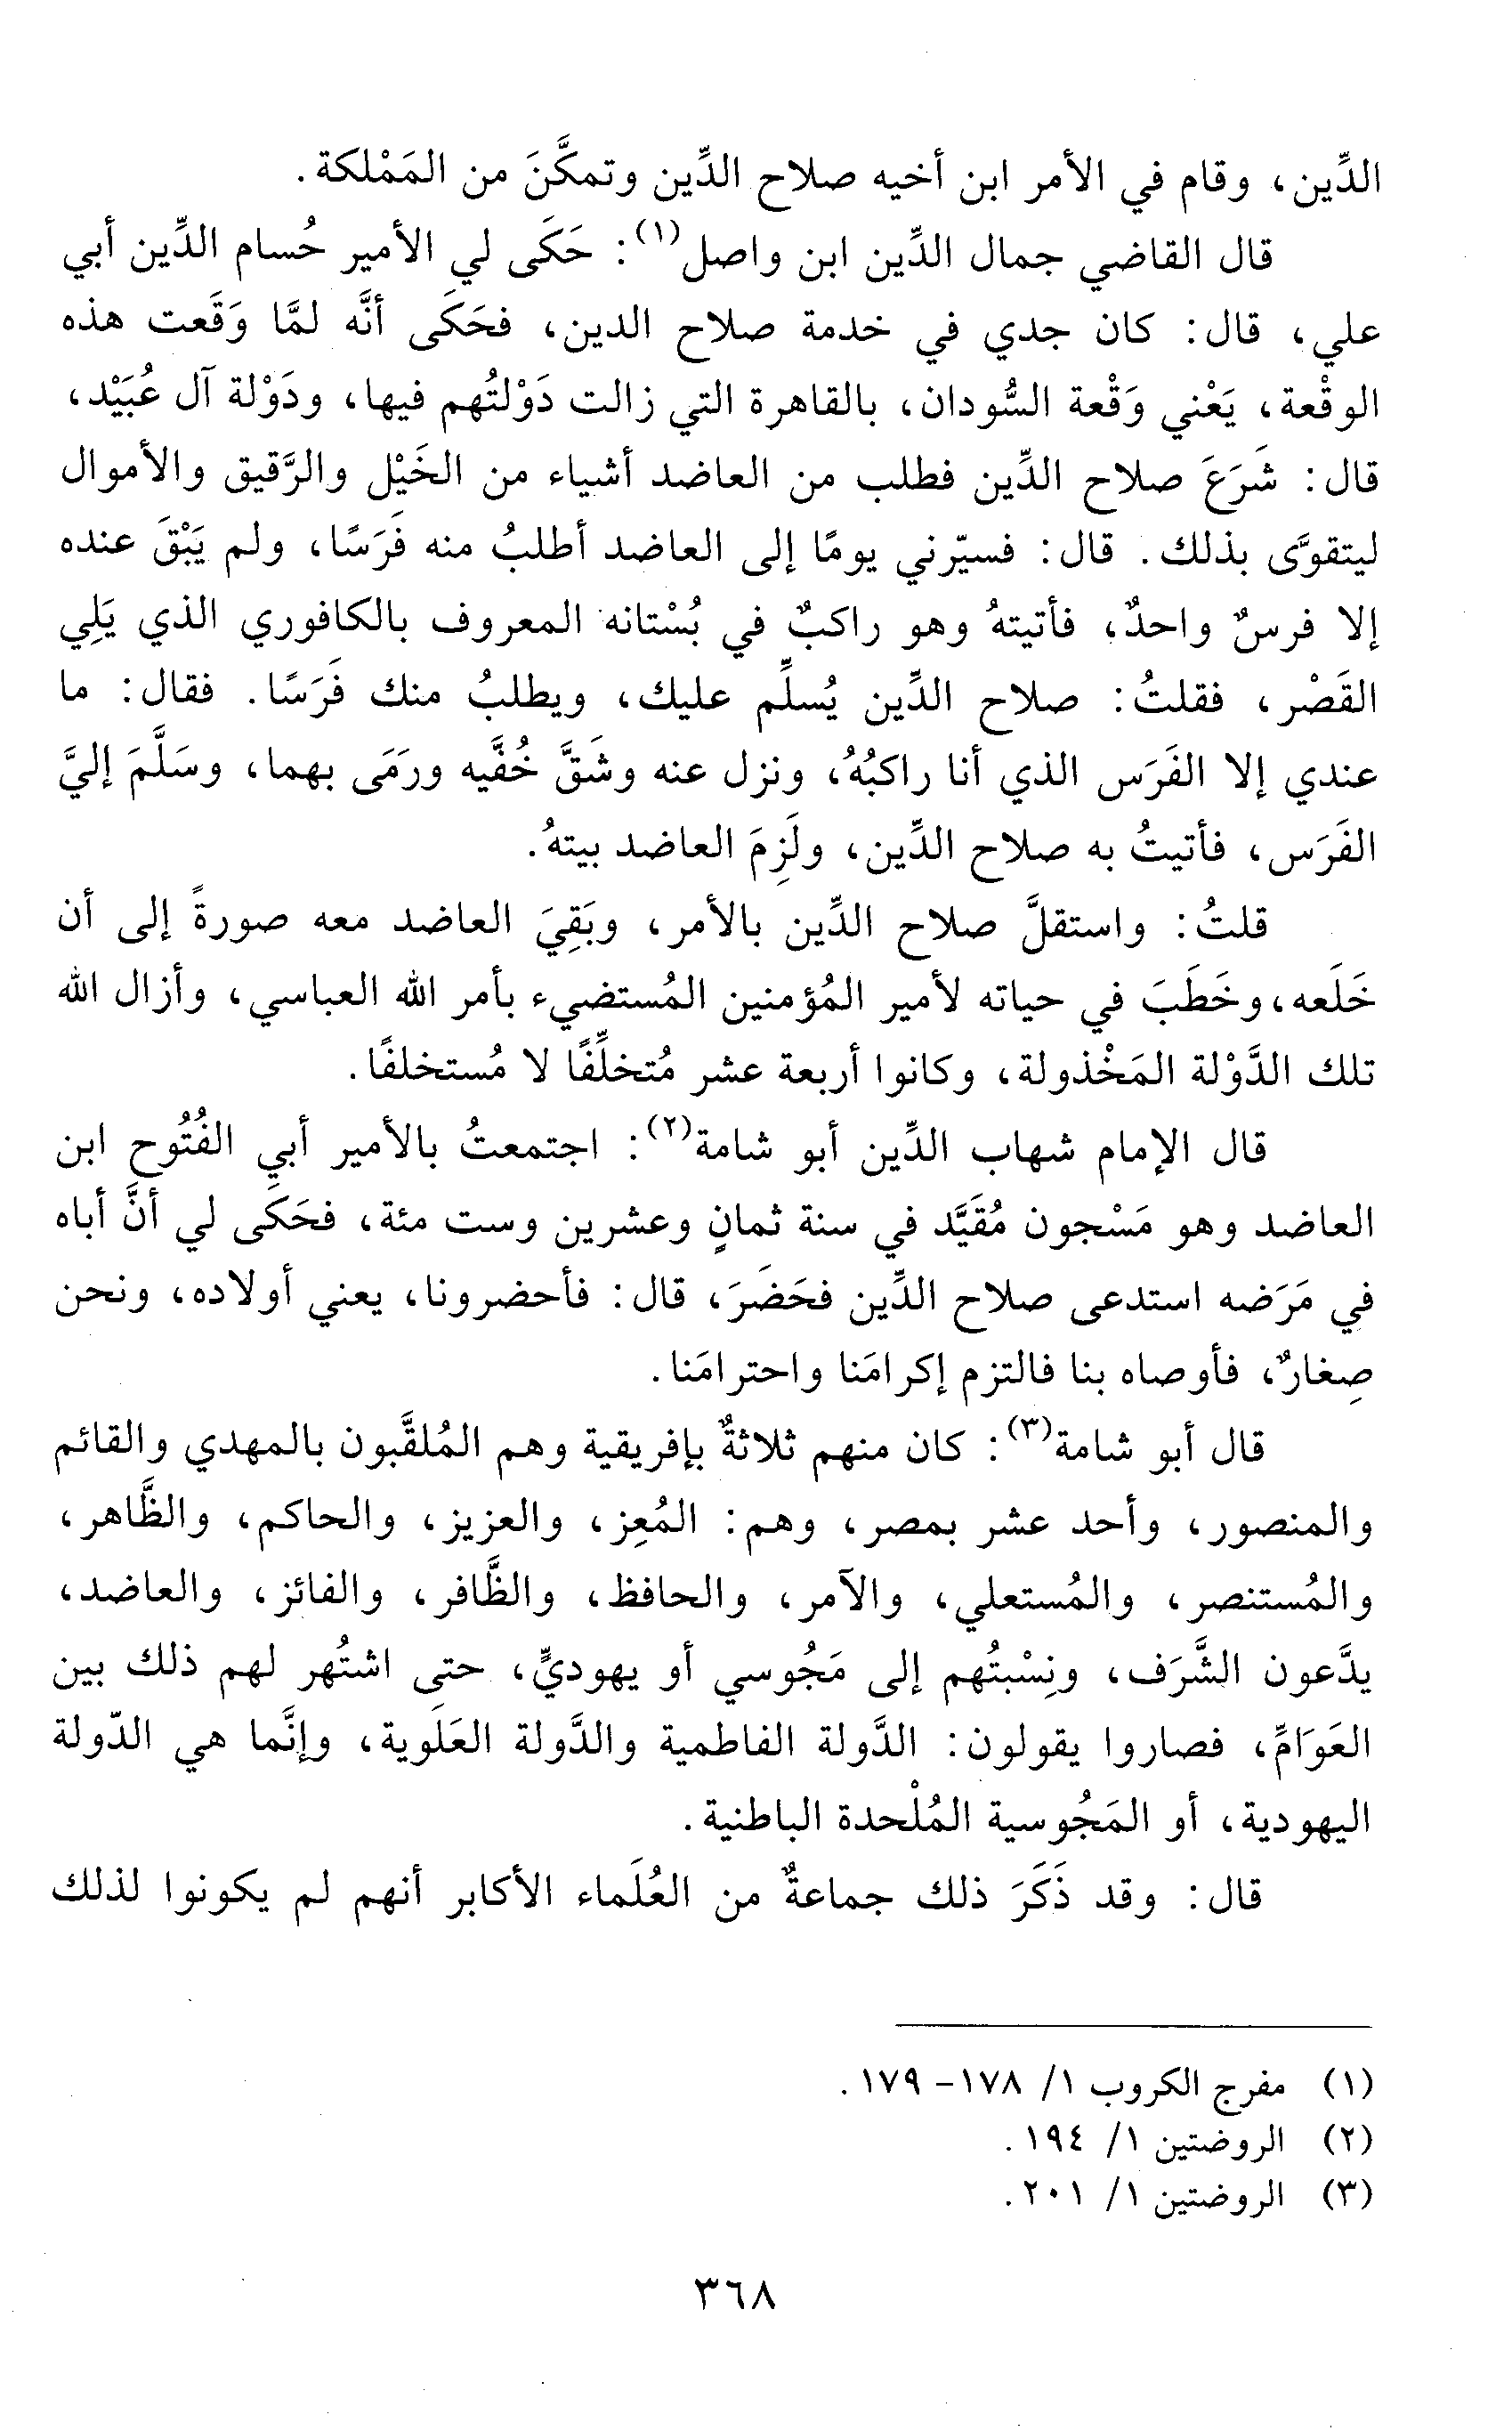 الدِّين، وقام في الأمر ابن أخيه صلاح الدِّين وتمكَّنَ من المَمْلكة.
قال القاضي جمال الدِّين ابن واصل(١): حَكَى لي الأمير حُسام الدِّين أبي
علي، قال: كان جدي في خدمة صلاح الدين، فحَكَى أنَّه لمَّا وَقَعت هذه
الوقْعة، يَعْني وَقْعة السُّودان، بالقاهرة التي زالت دَوْلتُهم فيها، ودَوْلة آل عُبَيْد،
قال: شَرَعَ صلاح الدِّين فطلب من العاضد أشياء من الخَيْل والرَّقيق والأموال
ليتقوَّى بذلك. قال: فسيّرني يومًا إلى العاضد أطلبُ منه فَرَسًا، ولم يَبْقَ عنده
إلا فرسٌ واحدٌ، فأتيتهُ وهو راكبٌ في بُسْتانه المعروف بالكافوري الذي يَلِي
القَصْر، فقلتُ: صلاح الدِّين يُسلِّم عليك، ويطلبُ منك فَرَسًا. فقال: ما
عندي إلا الفَرَس الذي أنا راكبُهُ، ونزل عنه وشَقَّ خُفَّيه ورَمَى بهما، وسَلَّمَ إليَّ
الفَرَس، فأتيتُ به صلاح الدِّين، ولَزِمَ العاضد بيتهُ.
قلتُ: واستقلَّ صلاح الدِّين بالأمر، وبَقِيَ العاضد معه صورةً إلى أن
خَلَعه، وخَطَبَ في حياته لأمير المُؤمنين المُستضيء بأمر الله العباسي، وأزال الله
تلك الدَّوْلة المَخْذولة، وكانوا أربعة عشر مُتخلِّفًا لا مُستخلفًا.
قال الإمام شهاب الدِّين أبو شامة(٢): اجتمعتُ بالأمير أبي الفُتُوح ابن
العاضد وهو مَسْجون مُقَيَّد في سنة ثمانٍ وعشرين وست مئة، فحَكَى لي أنَّ أباه
في مَرَضه استدعى صلاح الدِّين فحَضَرَ، قال: فأحضرونا، يعني أولاده، ونحن
صِغارٌ، فأوصاه بنا فالتزم إكرامَنا واحترامَنا.
قال أبو شامة(٣): كان منهم ثلاثةٌ بإفريقية وهم المُلقَّبون بالمهدي والقائم
والمنصور، وأحد عشر بمصر، وهم: المُعِز، والعزيز، والحاكم، والظَّاهر،
والمُستنصر، والمُستعلي، والآمر، والحافظ، والظَّافر، والفائز، والعاضد،
يدَّعون الشَّرَف، ونِسْبتُهم إلى مَجُوسي أو يهوديٍّ، حتى اشتُهر لهم ذلك بين
العَوَامِّ، فصاروا يقولون: الدَّولة الفاطمية والدَّولة العَلَوية، وإنَّما هي الدّولة
اليهودية، أو المَجُوسية المُلْحدة الباطنية.
قال: وقد ذَكَرَ ذلك جماعةٌ من العُلَماء الأكابر أنهم لم يكونوا لذلك
(١) مفرج الكروب ١/ ١٧٨- ١٧٩.
(٢) الروضتين ١/ ١٩٤.
(٣) الروضتين ١/ ٢٠١.
٣٦٨